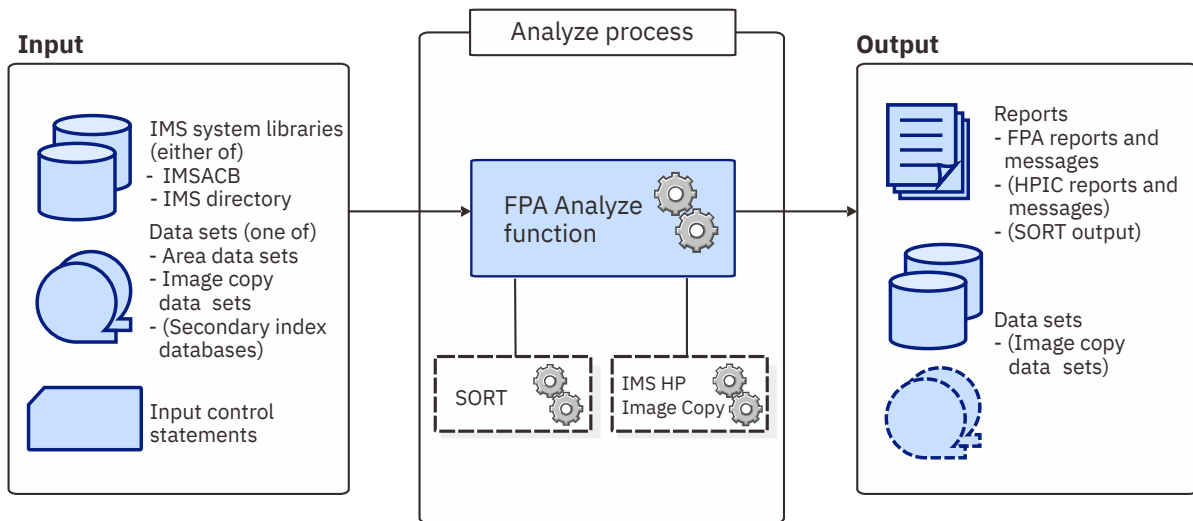 Input
IMS system libraries
(either of)
- IMSACB
- IMS directory
Data sets (one of)
- Area data sets
- Image copy
data sets
- (Secondary index
databases)
Input control
statements
Analyze process
FPA Analyze
function
SORT
IMS HP
Image Copy
Output
Reports
- FPA reports and
messages
- (HPIC reports and
messages)
- (SORT output)
Data sets
- (Image copy
data sets)